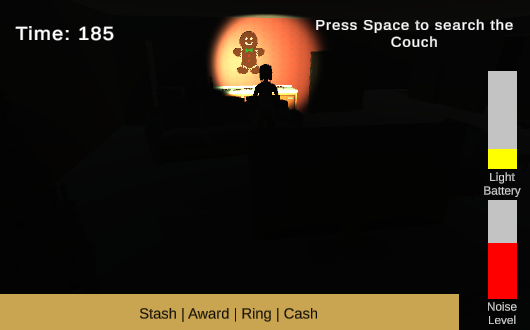 Time: 185
Press Space to search the
Couch
Light
Battery
Noise
Level
Stash | Award | Ring | Cash